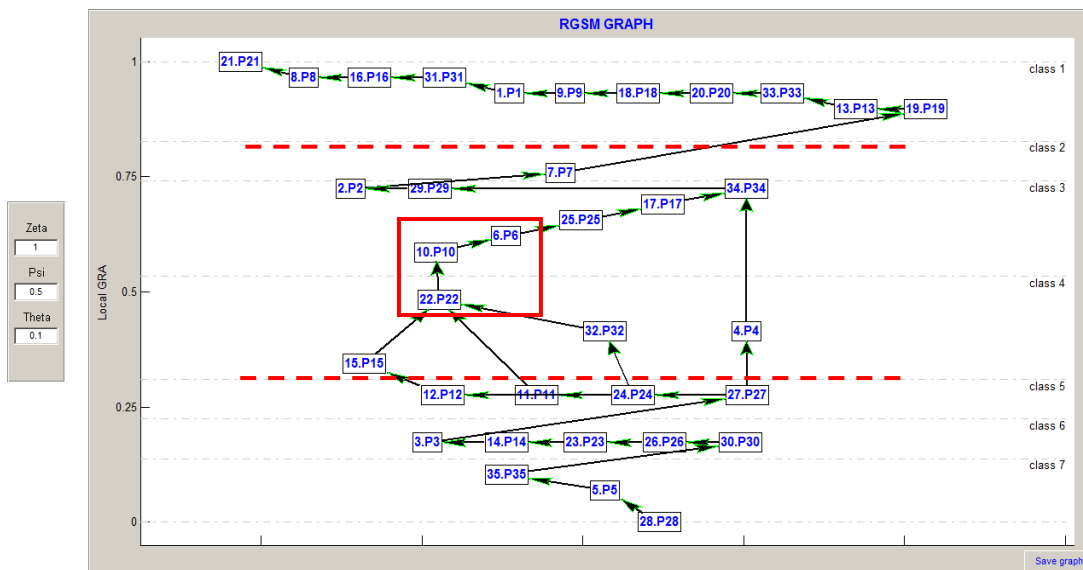 RGSM GRAPH
1
21.P21
8.P8
16.P16
31.P31
class 1
1.P1
9.P9
18.P18
20.P20
33.P33
13.P13
19.P19
class 2
0.75
7.P7
2.P2
29.P29
34.P34
class 3
17.P17
25.P25
6.P6
10.P10
Zeta
1
Psi
0.5
Theta
0.1
Local GRA
class 4
0.5
22.P22
32.P32
4.P4
15.P15
class 5
12.P12
11.P11
24.P24
27.P27
0.25
class 6
3.P3
14.P14
23.P23
26.P26
30.P30
class 7
35.P35
5.P5
0
28.P28
Save graph